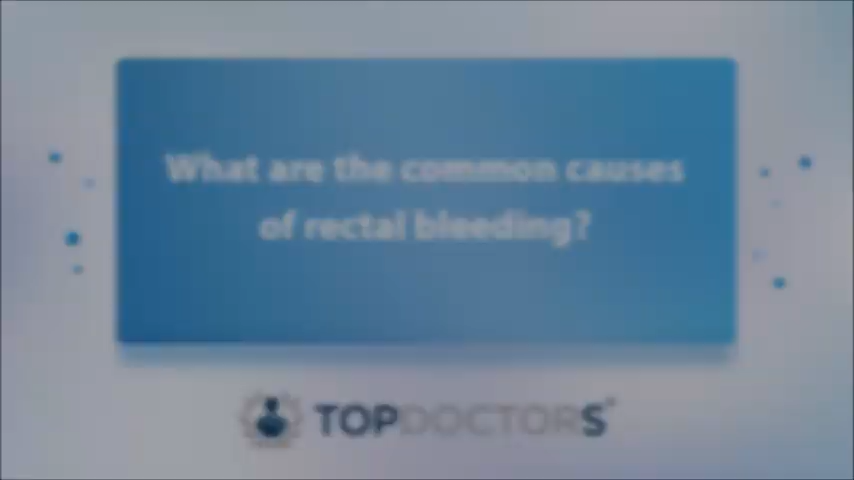 What are the common causes
of rectal bleeding?
TOPDOCTORS